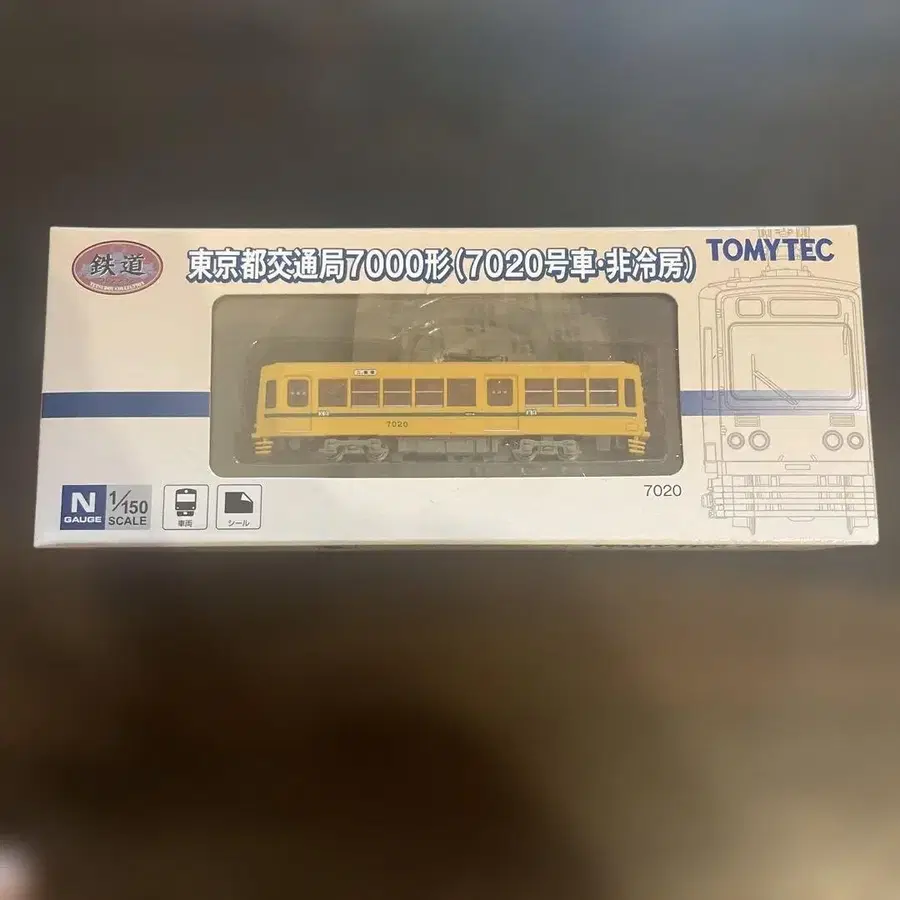 鉄道
東京都交通局7000形(7020号車・非冷房)
TOMYTEC
7020
7020
N
GAUGE
1/150
SCALE
車両
シール